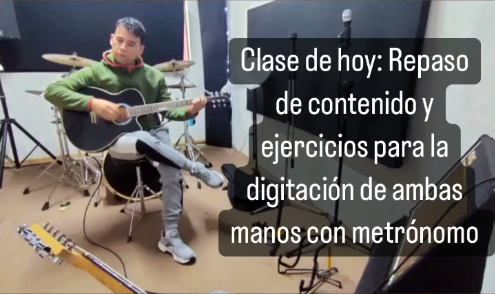 Clase de hoy: Repaso
de contenido y
ejercicios para la
digitación de ambas
manos con metrónomo